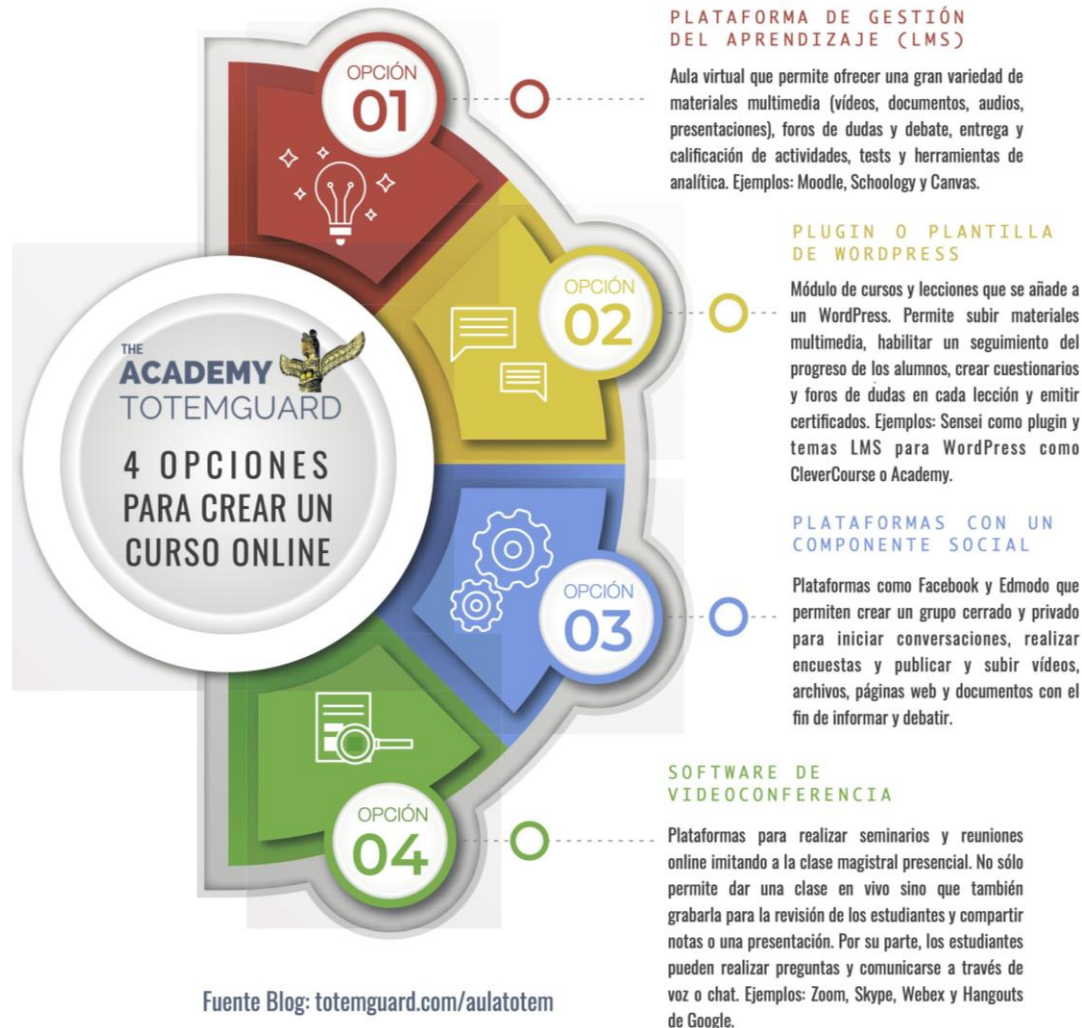 THE
ACADEMY
TOTEMGUARD
4 OPCIONES
PARA CREAR UN
CURSO ONLINE
OPCIÓN
01
PLATAFORMA DE GESTIÓN
DEL APRENDIZAJE (LMS)
Aula virtual que permite ofrecer una gran variedad de
materiales multimedia (vídeos, documentos, audios,
presentaciones), foros de dudas y debate, entrega y
calificación de actividades, tests y herramientas de
analítica. Ejemplos: Moodle, Schoology y Canvas.
OPCIÓN
02
PLUGIN O PLANTILLA
DE WORDPRESS
Módulo de cursos y lecciones que se añade a
un WordPress. Permite subir materiales
multimedia, habilitar un seguimiento del
progreso de los alumnos, crear cuestionarios
y foros de dudas en cada lección y emitir
certificados. Ejemplos: Sensei como plugin y
temas LMS para WordPress como
CleverCourse o Academy.
OPCIÓN
03
PLATAFORMAS CON UN
COMPONENTE SOCIAL
Plataformas como Facebook y Edmodo que
permiten crear un grupo cerrado y privado
para iniciar conversaciones, realizar
encuestas y publicar y subir vídeos,
archivos, páginas web y documentos con el
fin de informar y debatir.
OPCIÓN
04
SOFTWARE DE
VIDEOCONFERENCIA
Plataformas para realizar seminarios y reuniones
online imitando a la clase magistral presencial. No sólo
permite dar una clase en vivo sino que también
grabarla para la revisión de los estudiantes y compartir
notas o una presentación. Por su parte, los estudiantes
pueden realizar preguntas y comunicarse a través de
voz o chat. Ejemplos: Zoom, Skype, Webex y Hangouts
de Google.
Fuente Blog: totemguard.com/aulatotem